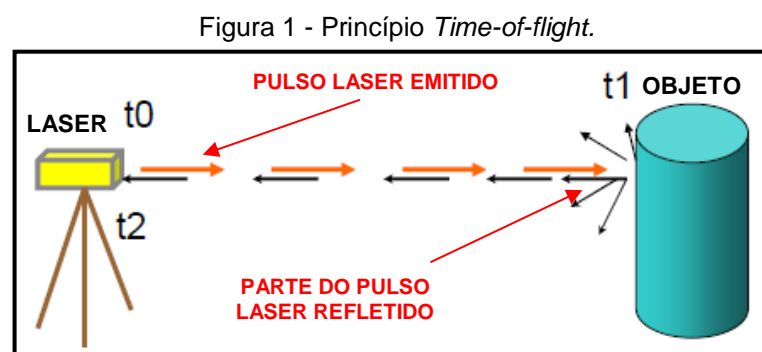 Figura 1 - Princípio Time-of-flight.
PULSO LASER EMITIDO
t1 OBJETO
LASER t0
t2
PARTE DO PULSO
LASER REFLETIDO